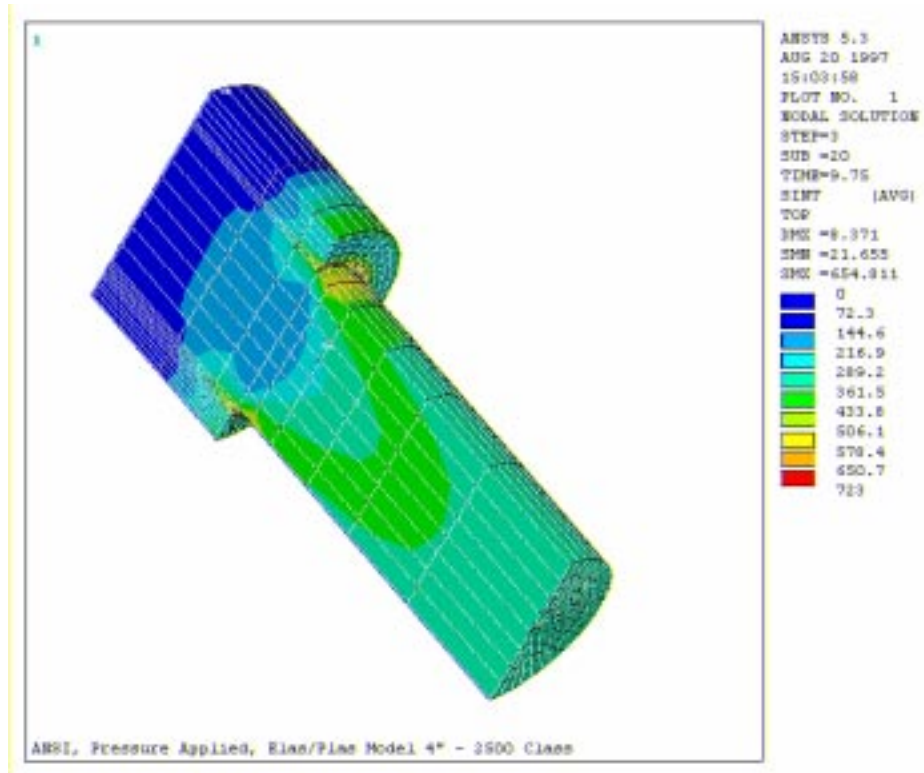 1
ANSYS 5.3
AUG 20 1997
15:03:58
PLOT NO. 1
NODAL SOLUTION
STEP=3
SUB =20
TIME=9.75
SINT (AVG)
TOP
DMX =8.371
SMN =21.655
SMX =654.811
0
72.3
144.6
216.9
289.2
361.5
433.8
506.1
578.4
650.7
723
ANSI, Pressure Applied, Elas/Plas Model 4" - 2500 Class